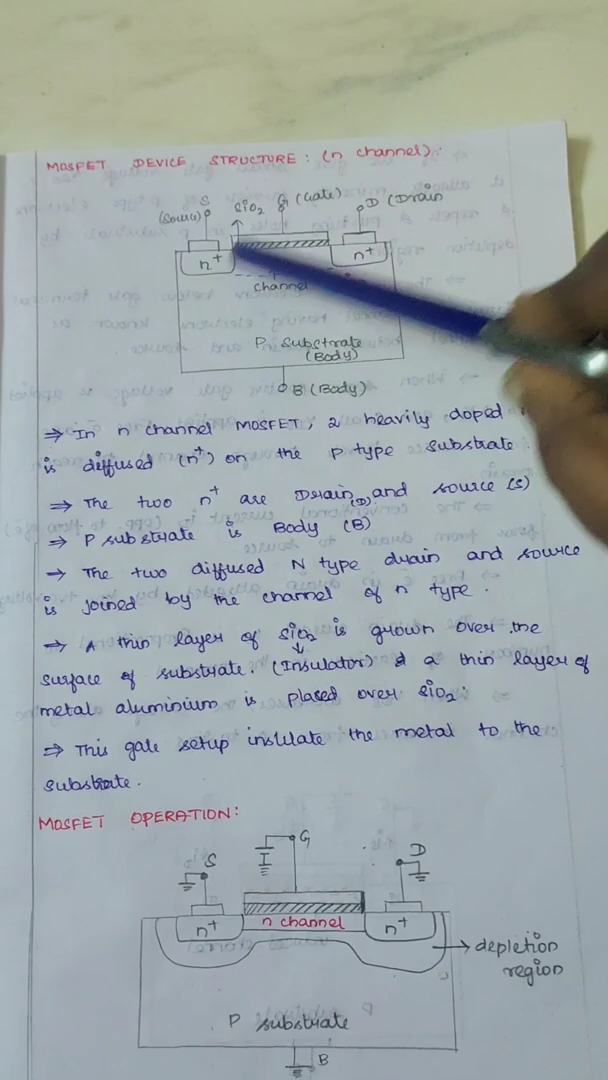 MOSFET DEVICE STRUCTURE: (n channel):
S
(Source)
SiO2
G (Gate)
D (Drain
n+
n+
channel
P substrate
(Body)
B (Body)
⇒ In n channel MOSFET, 2 heavily doped
is diffused (n+) on the p type substrate.
⇒ The two n+ are Drain(D) and source (S)
⇒ P substrate is Body (B)
→ The two diffused N type drain and source
is joined by the channel of n type.
→ A thin layer of SiO2 is grown over the
surface of substrate. (Insulator) & a thin layer of
metal aluminium is placed over SiO2.
⇒ This gate setup insulate the metal to the
substrate.
MOSFET OPERATION:
S
G
D
n+
n channel
n+
→ depletion
region
P substrate
B